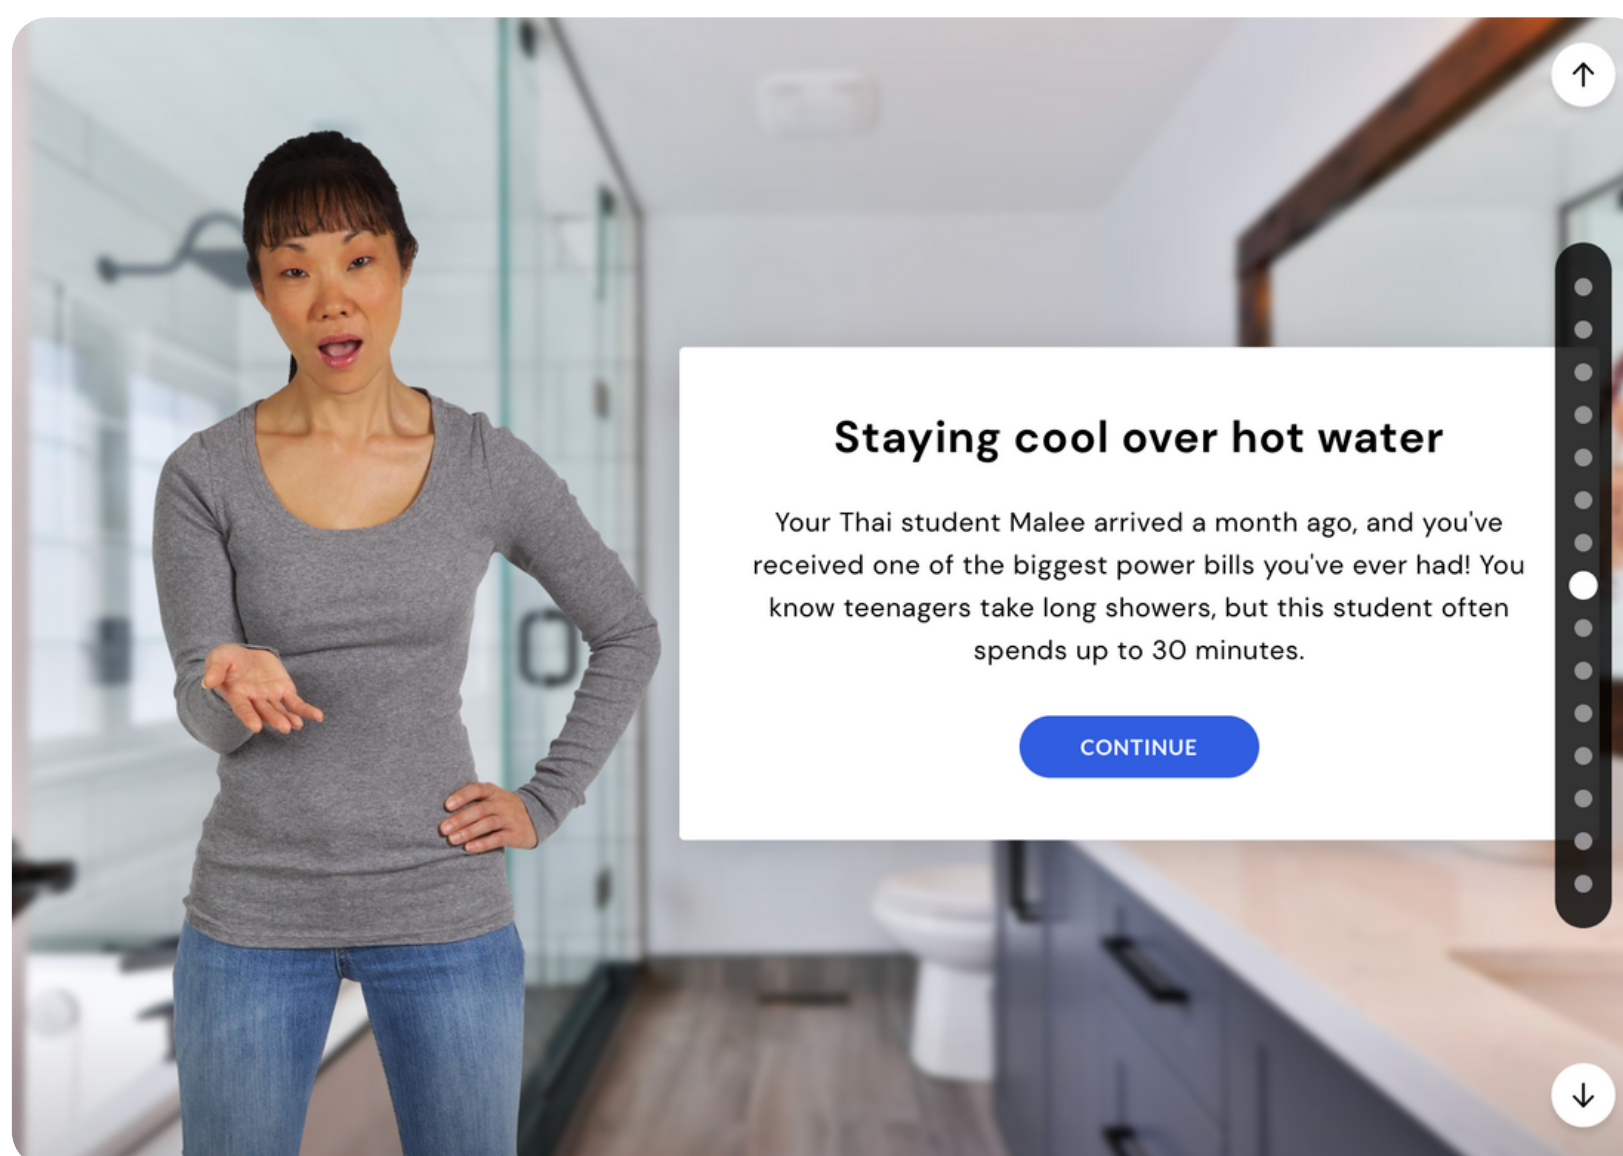 Staying cool over hot water
Your Thai student Malee arrived a month ago, and you've
received one of the biggest power bills you've ever had! You
know teenagers take long showers, but this student often
spends up to 30 minutes.
CONTINUE